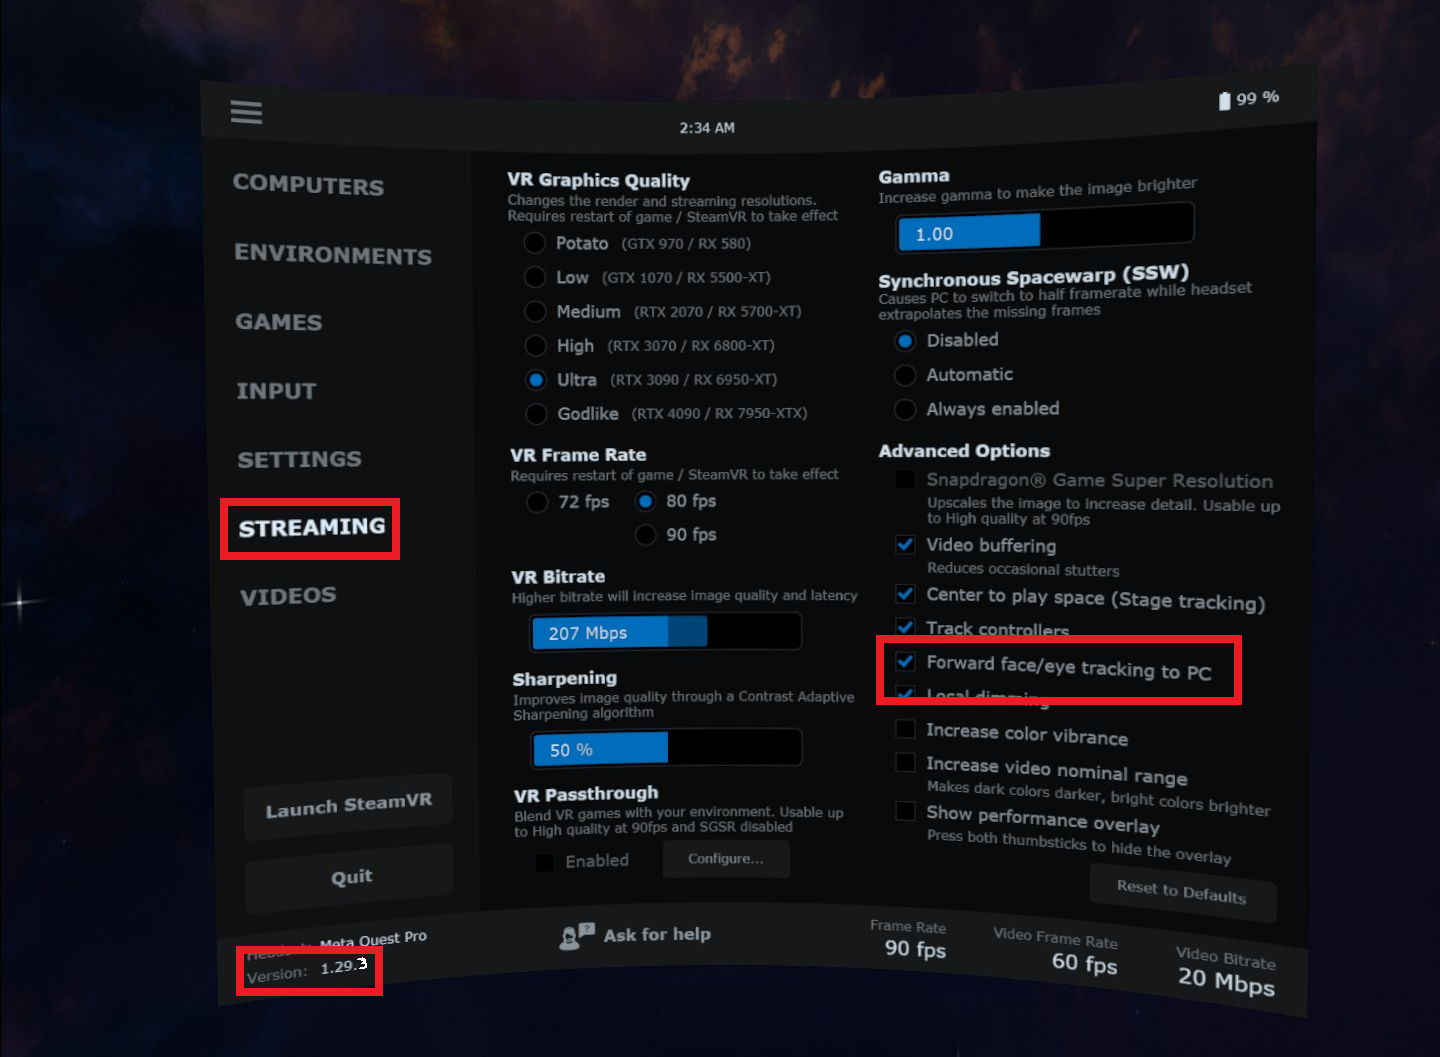 99 %
2:34 AM
COMPUTERS
ENVIRONMENTS
GAMES
INPUT
SETTINGS
STREAMING
VIDEOS
Launch SteamVR
Quit
VR Graphics Quality
Changes the render and streaming resolutions.
Requires restart of game / SteamVR to take effect
Potato (GTX 970 / RX 580)
Low (GTX 1070 / RX 5500-XT)
Medium (RTX 2070 / RX 5700-XT)
High (RTX 3070 / RX 6800-XT)
Ultra (RTX 3090 / RX 6950-XT)
Godlike (RTX 4090 / RX 7950-XTX)
VR Frame Rate
Requires restart of game / SteamVR to take effect
72 fps 80 fps
90 fps
VR Bitrate
Higher bitrate will increase image quality and latency
207 Mbps
Sharpening
Improves image quality through a Contrast Adaptive
Sharpening algorithm
50 %
VR Passthrough
Blend VR games with your environment. Usable up
to High quality at 90fps and SGSR disabled
Enabled Configure...
Gamma
Increase gamma to make the image brighter
1.00
Synchronous Spacewarp (SSW)
Causes PC to switch to half framerate while headset
extrapolates the missing frames
Disabled
Automatic
Always enabled
Advanced Options
Snapdragon® Game Super Resolution
Upscales the image to increase detail. Usable up
to High quality at 90fps
Video buffering
Reduces occasional stutters
Center to play space (Stage tracking)
Track controllers
Forward face/eye tracking to PC
Local dimming
Increase color vibrance
Increase video nominal range
Makes dark colors darker, bright colors brighter
Show performance overlay
Press both thumbsticks to hide the overlay
Reset to Defaults
Headset: Meta Quest Pro
Version: 1.29.3
Ask for help
Frame Rate
90 fps
Video Frame Rate
60 fps
Video Bitrate
20 Mbps